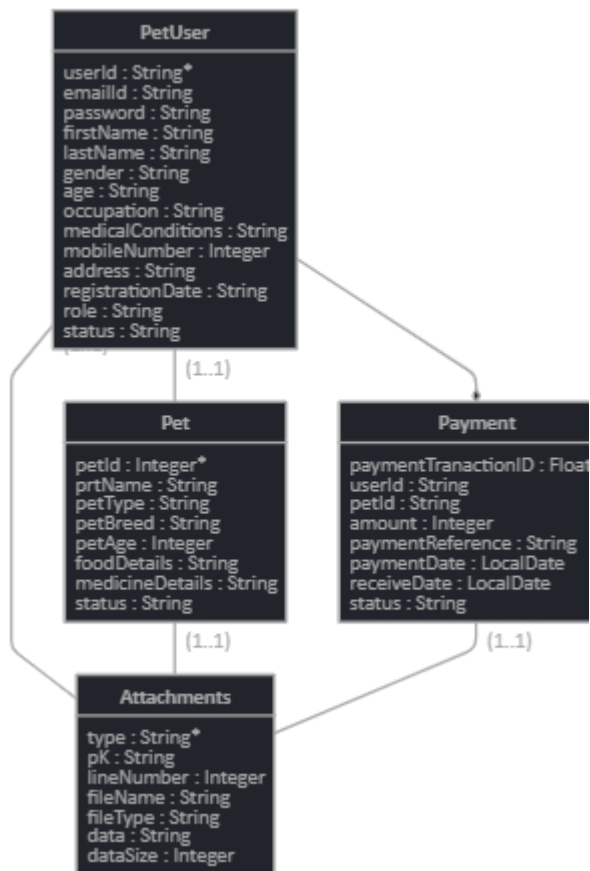 PetUser
userId : String*
emailId : String
password : String
firstName : String
lastName : String
gender : String
age : String
occupation : String
medicalConditions : String
mobileNumber : Integer
address : String
registrationDate : String
role : String
status : String
(1..1)
Pet
petId : Integer*
prtName : String
petType : String
petBreed : String
petAge : Integer
foodDetails : String
medicineDetails : String
status : String
Payment
paymentTranactionID : Float
userId : String
petId : String
amount : Integer
paymentReference : String
paymentDate : LocalDate
receiveDate : LocalDate
status : String
(1..1)
(1..1)
Attachments
type : String*
pK : String
lineNumber : Integer
fileName : String
fileType : String
data : String
dataSize : Integer